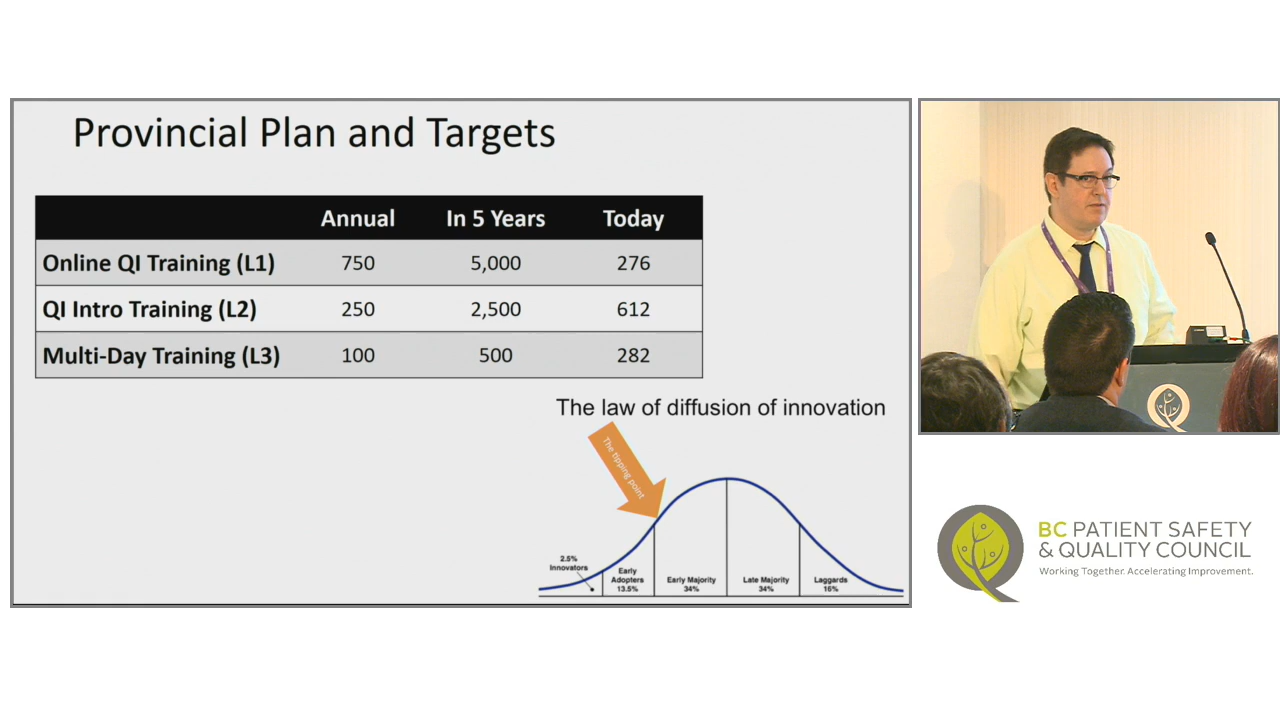 Provincial Plan and Targets
Annual In 5 Years Today
Online QI Training (L1) 750 5,000 276
QI Intro Training (L2) 250 2,500 612
Multi-Day Training (L3) 100 500 282
The law of diffusion of innovation
The tipping point
2.5%
Innovators
Early
Adopters
13.5%
Early Majority
34%
Late Majority
34%
Laggards
16%
BC PATIENT SAFETY
& QUALITY COUNCIL
Working Together. Accelerating Improvement.